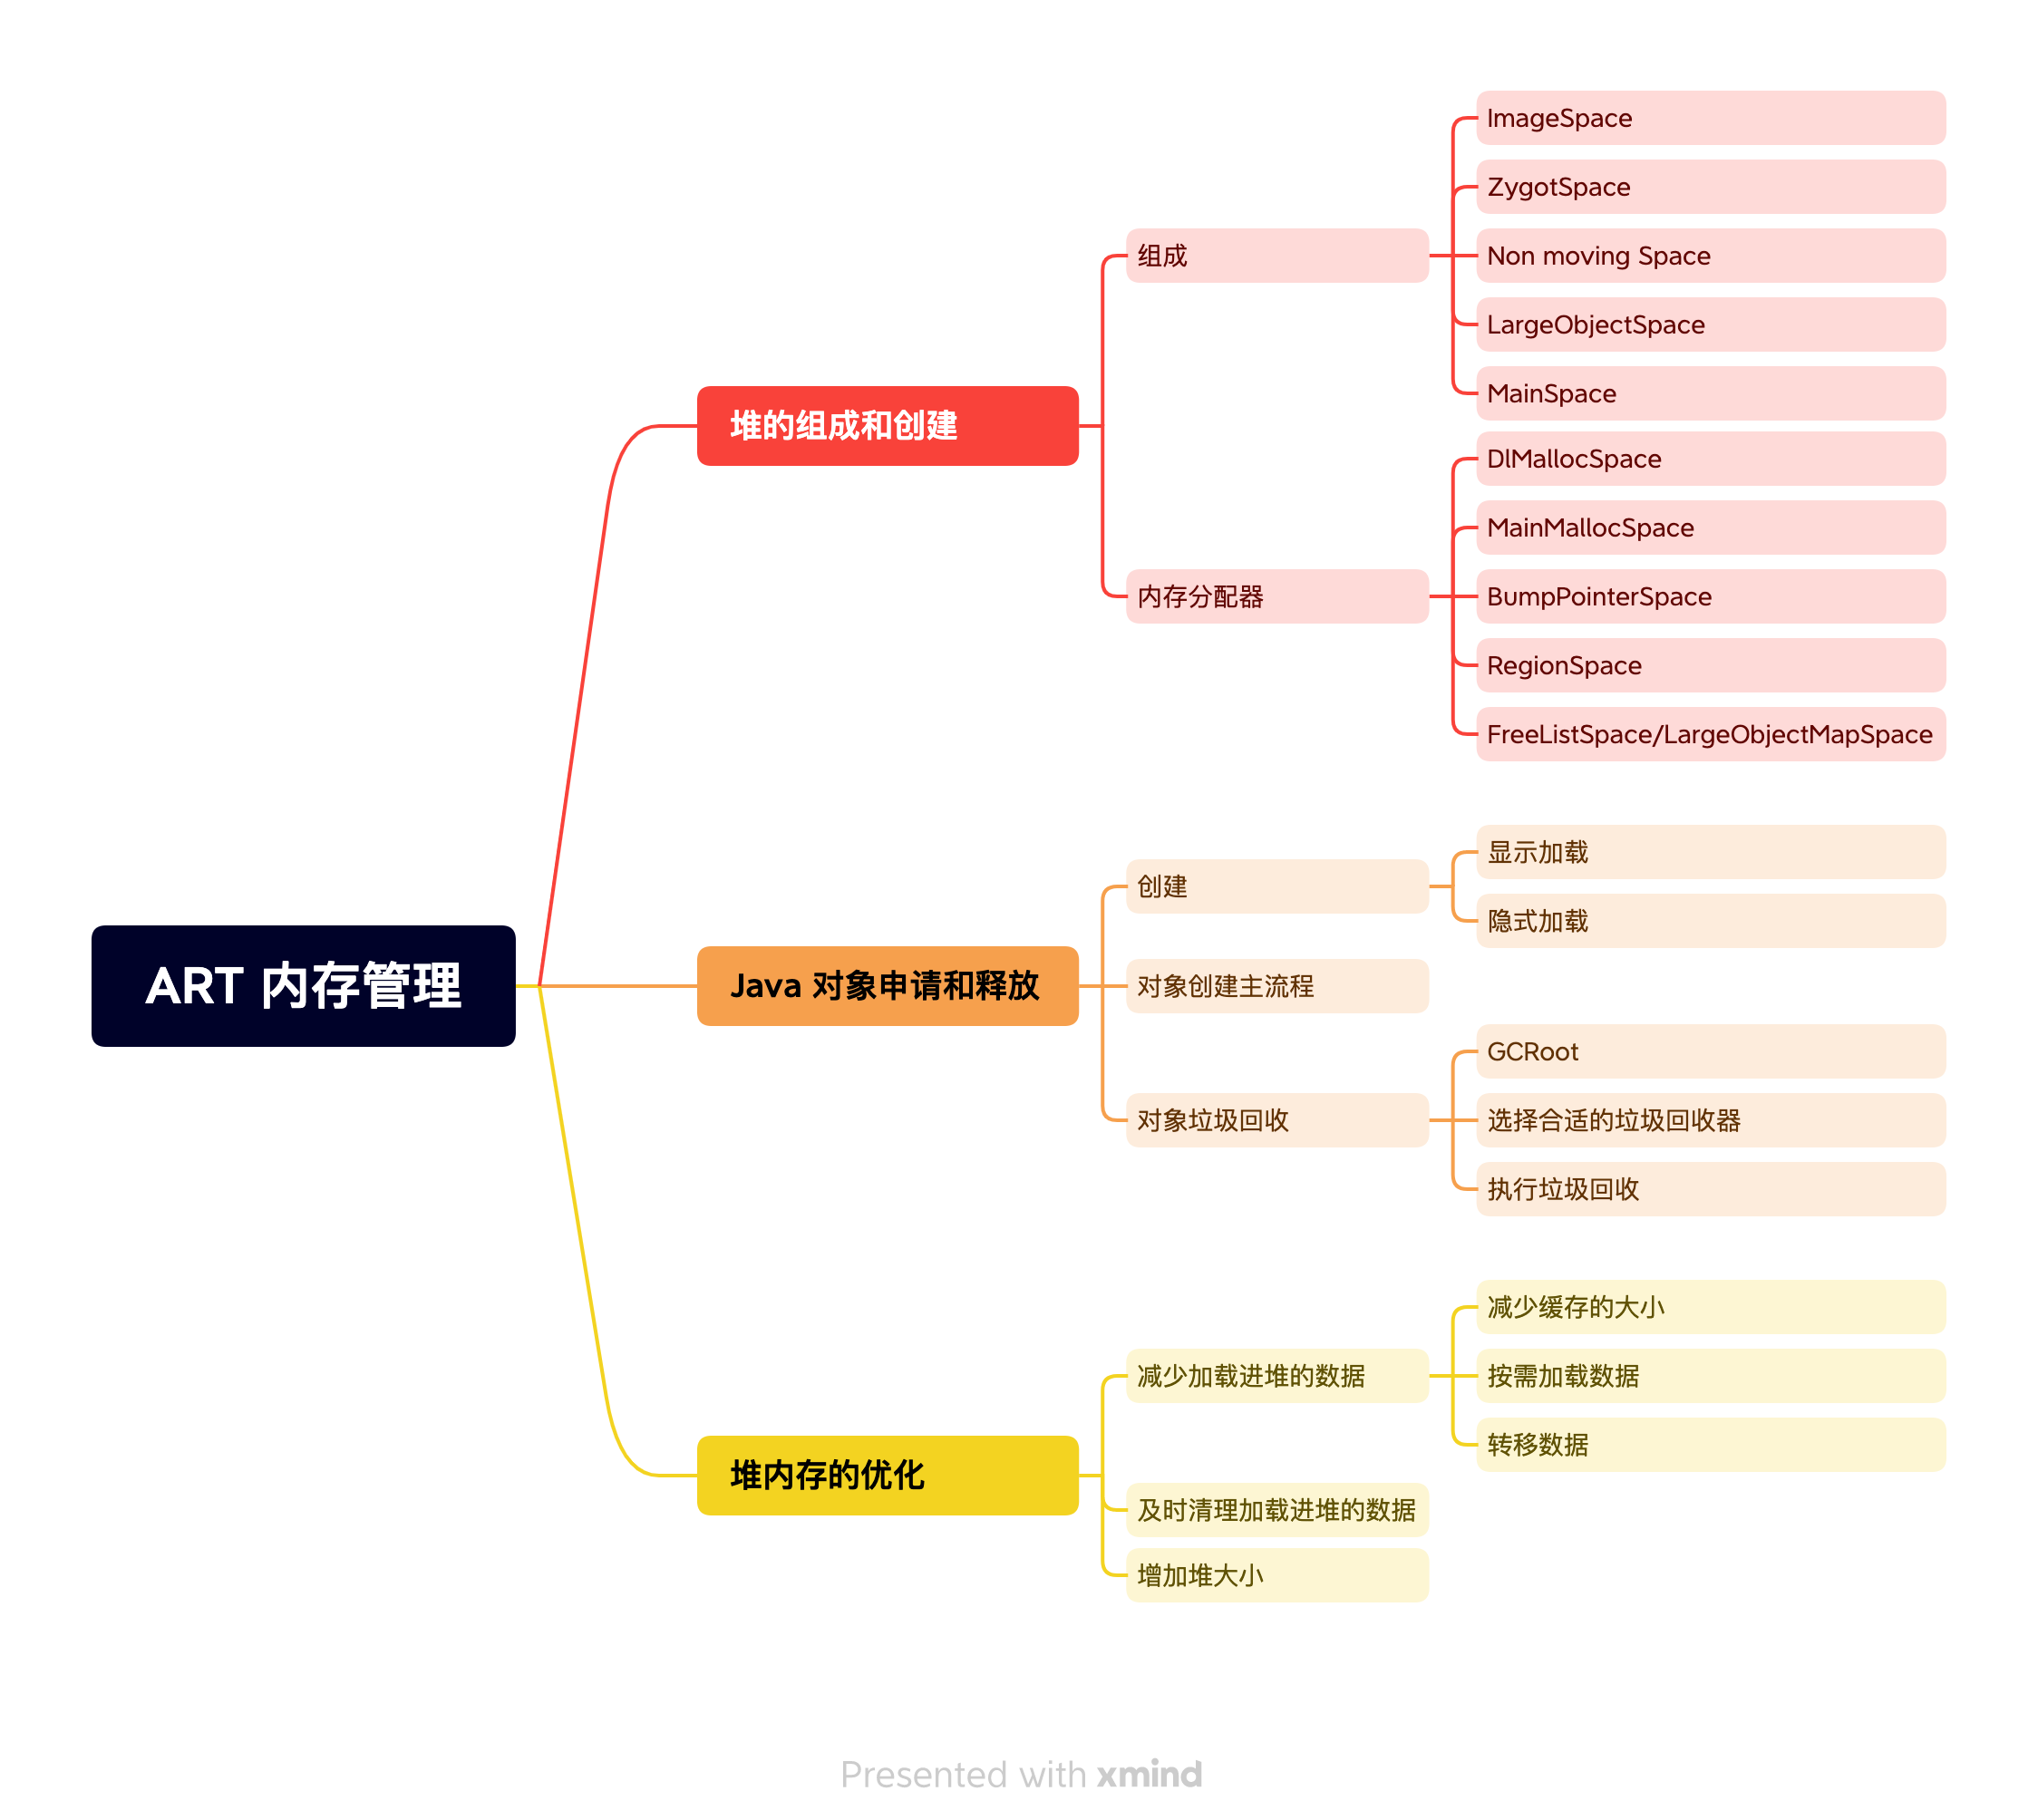 ART 内存管理
堆的组成和创建
组成
ImageSpace
ZygotSpace
Non moving Space
LargeObjectSpace
MainSpace
内存分配器
DlMallocSpace
MainMallocSpace
BumpPointerSpace
RegionSpace
FreeListSpace/LargeObjectMapSpace
Java 对象申请和释放
创建
显示加载
隐式加载
对象创建主流程
对象垃圾回收
GCRoot
选择合适的垃圾回收器
执行垃圾回收
堆内存的优化
减少加载进堆的数据
减少缓存的大小
按需加载数据
转移数据
及时清理加载进堆的数据
增加堆大小
Presented with xmind